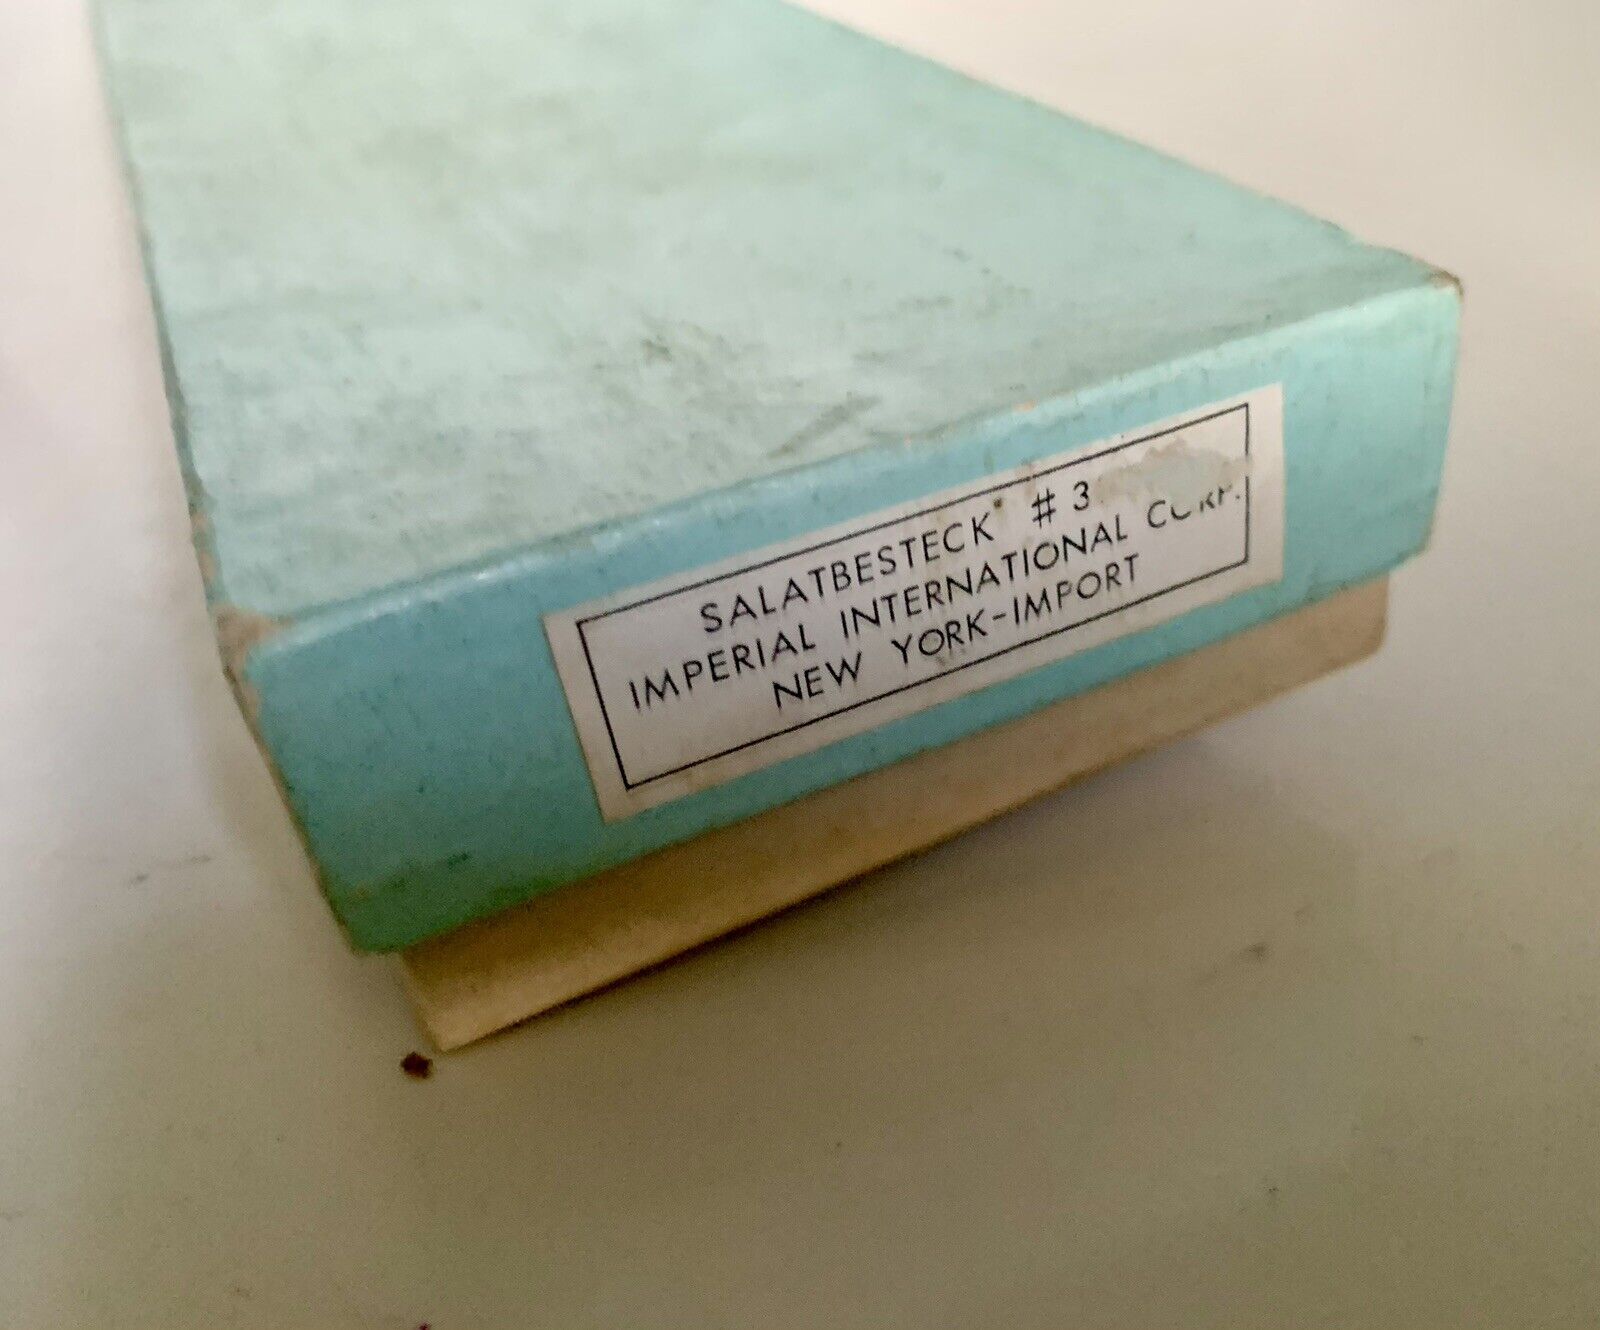 SALATBESTECK #3
IMPERIAL INTERNATIONAL CORP.
NEW YORK-IMPORT